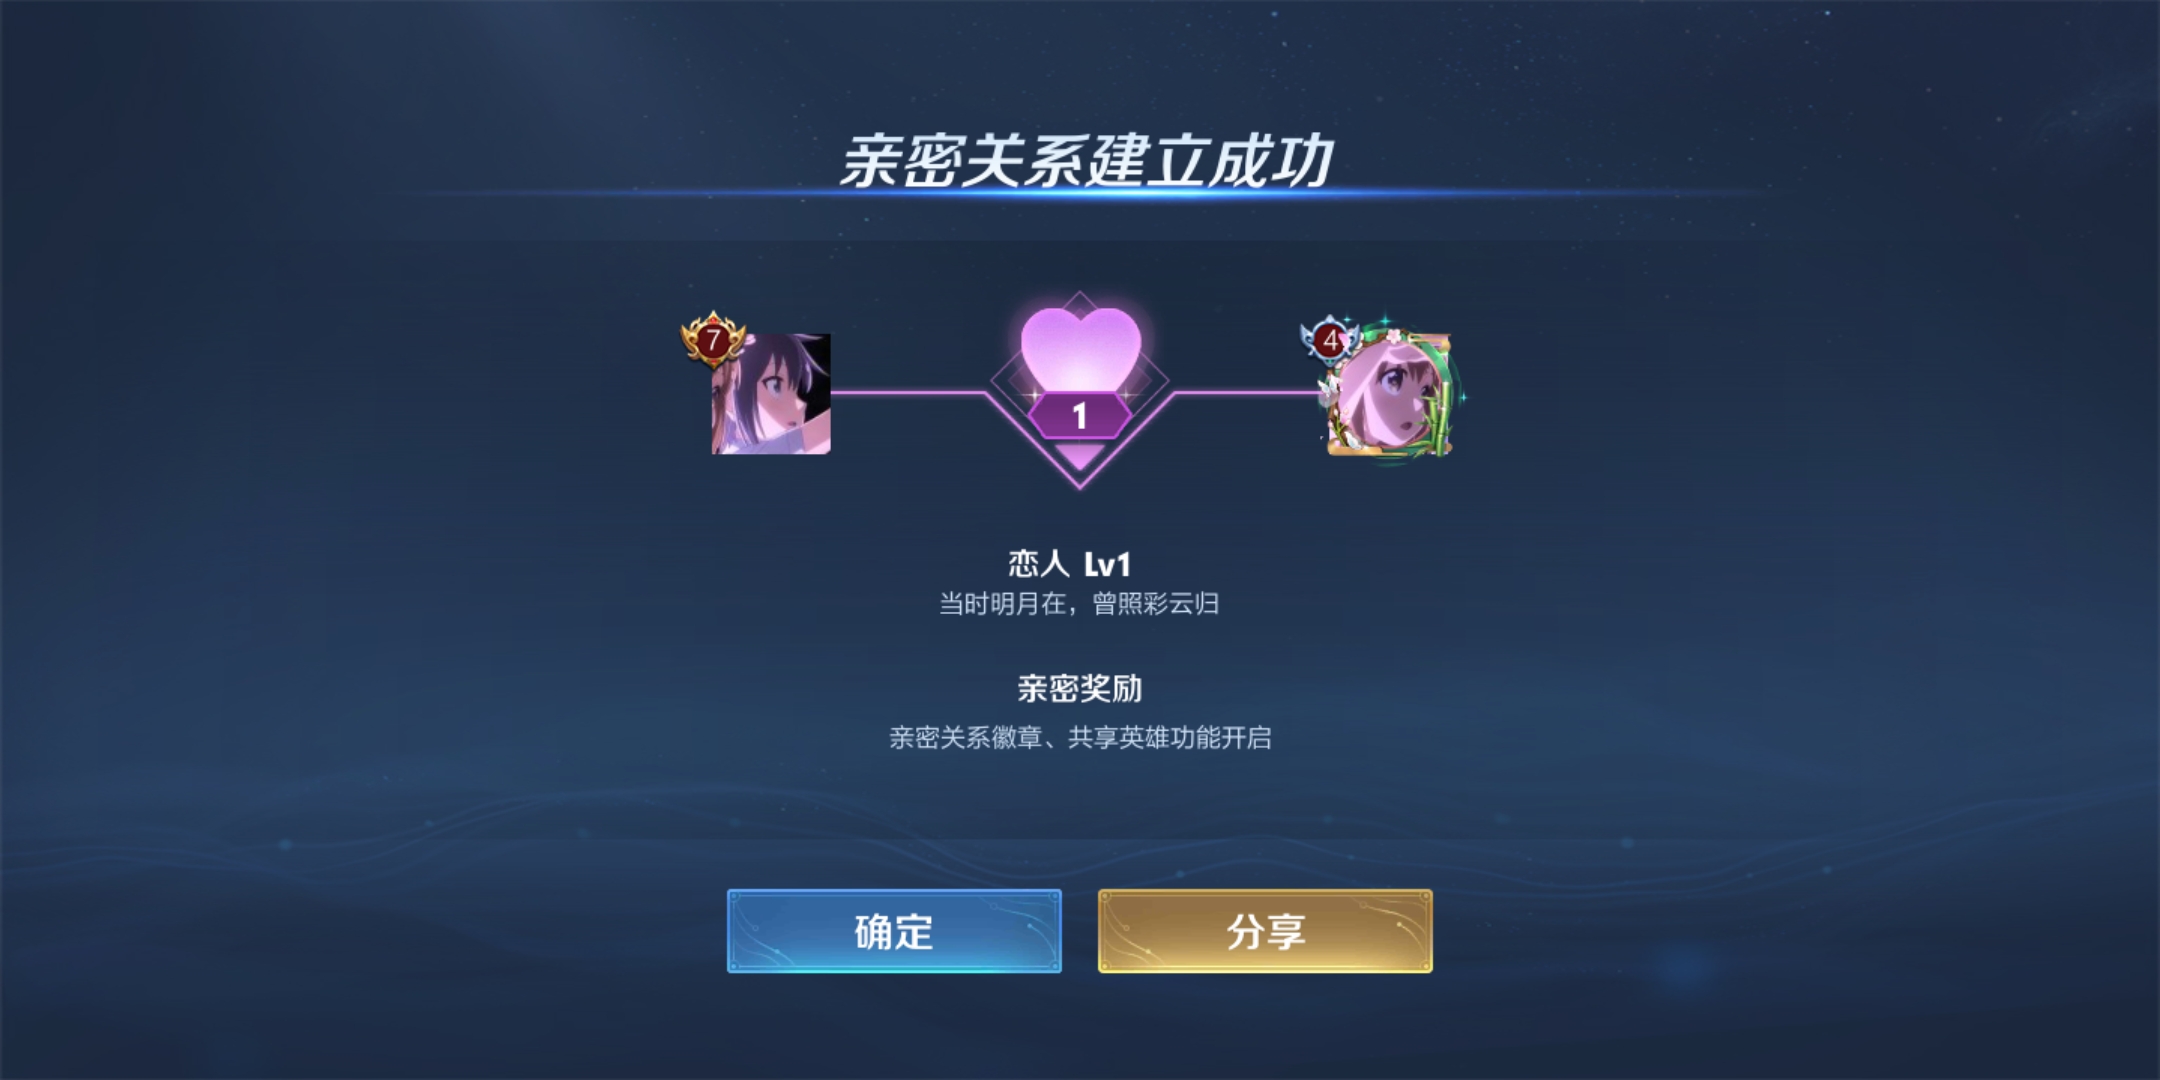 亲密关系建立成功
7
4
1
恋人 Lv1
当时明月在，曾照彩云归
亲密奖励
亲密关系徽章、共享英雄功能开启
确定
分享